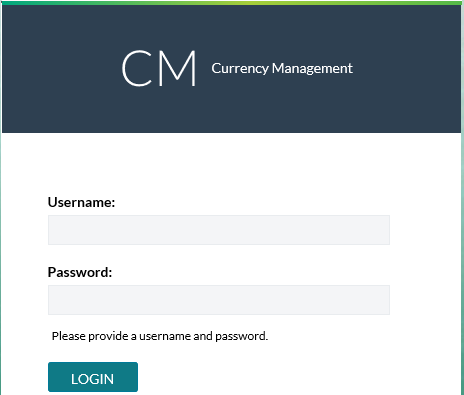 CM Currency Management
Username:
Password:
Please provide a username and password.
LOGIN